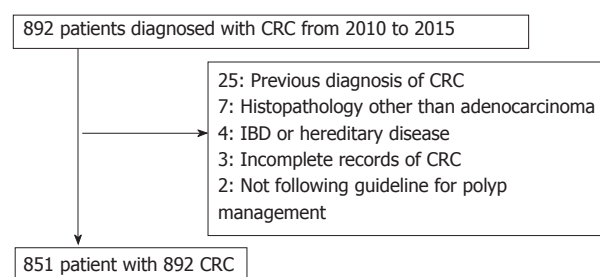 892 patients diagnosed with CRC from 2010 to 2015
25: Previous diagnosis of CRC
7: Histopathology other than adenocarcinoma
4: IBD or hereditary disease
3: Incomplete records of CRC
2: Not following guideline for polyp
management
851 patient with 892 CRC